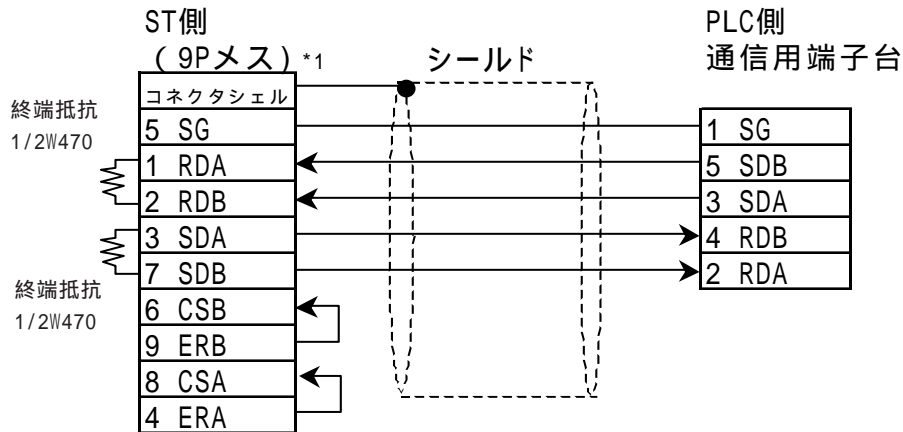 ST側
(9Pメス)*1
シールド
PLC側
通信用端子台
終端抵抗
1/2W470
コネクタシェル
5 SG
1 RDA
2 RDB
3 SDA
7 SDB
6 CSB
9 ERB
8 CSA
4 ERA
終端抵抗
1/2W470
1 SG
5 SDB
3 SDA
4 RDB
2 RDA